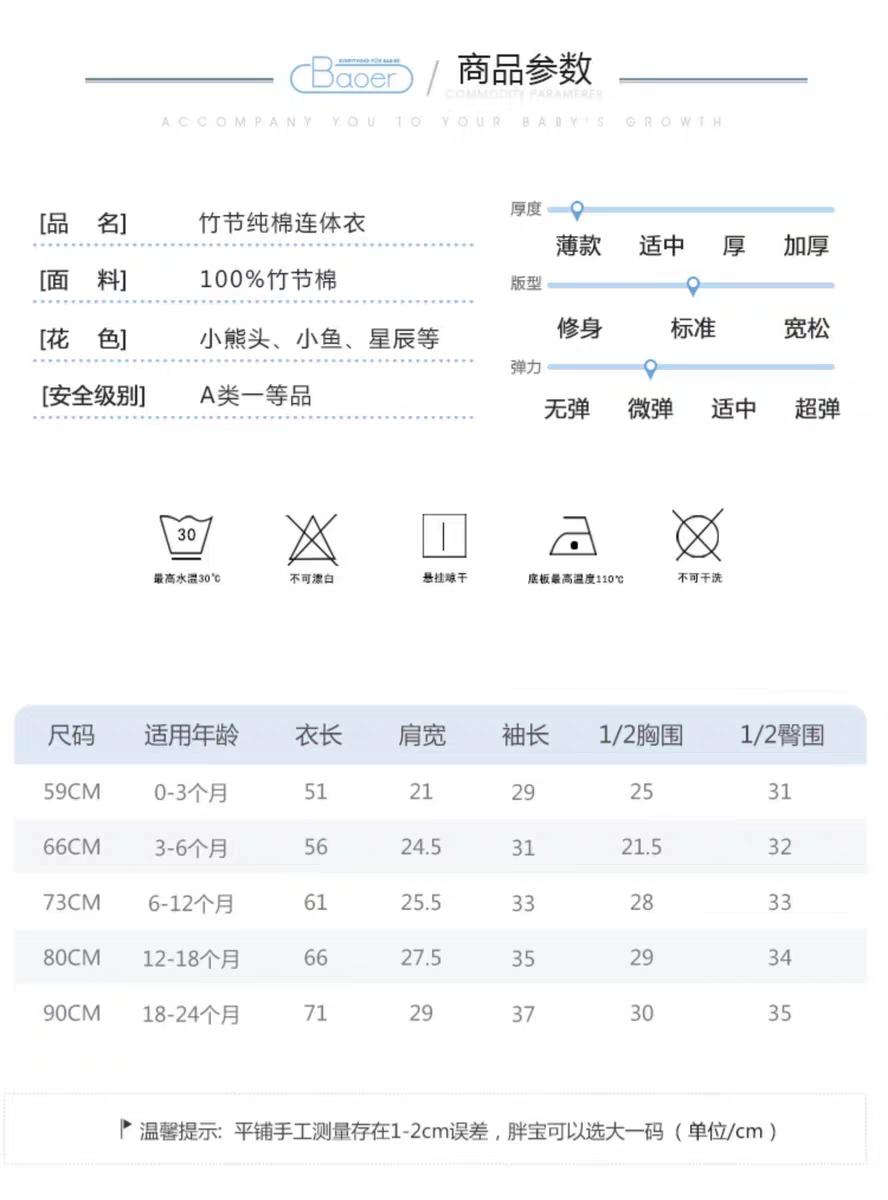 EVERYTHING FOR BABIES
Baoer / 商品参数
COMMODITY PARAMERER
ACCOMPANY YOU TO YOUR BABY'S GROWTH
[品 名] 竹节纯棉连体衣
[面 料] 100%竹节棉
[花 色] 小熊头、小鱼、星辰等
[安全级别] A类一等品
厚度
薄款 适中 厚 加厚
版型
修身 标准 宽松
弹力
无弹 微弹 适中 超弹
30
最高水温30℃ 不可漂白 悬挂晾干 底板最高温度110℃ 不可干洗
尺码 适用年龄 衣长 肩宽 袖长 1/2胸围 1/2臀围
59CM 0-3个月 51 21 29 25 31
66CM 3-6个月 56 24.5 31 21.5 32
73CM 6-12个月 61 25.5 33 28 33
80CM 12-18个月 66 27.5 35 29 34
90CM 18-24个月 71 29 37 30 35
温馨提示: 平铺手工测量存在1-2cm误差，胖宝可以选大一码（单位/cm）